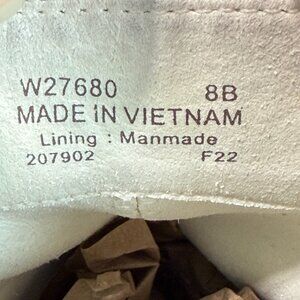 W27680 8B
MADE IN VIETNAM
Lining : Manmade
207902 F22